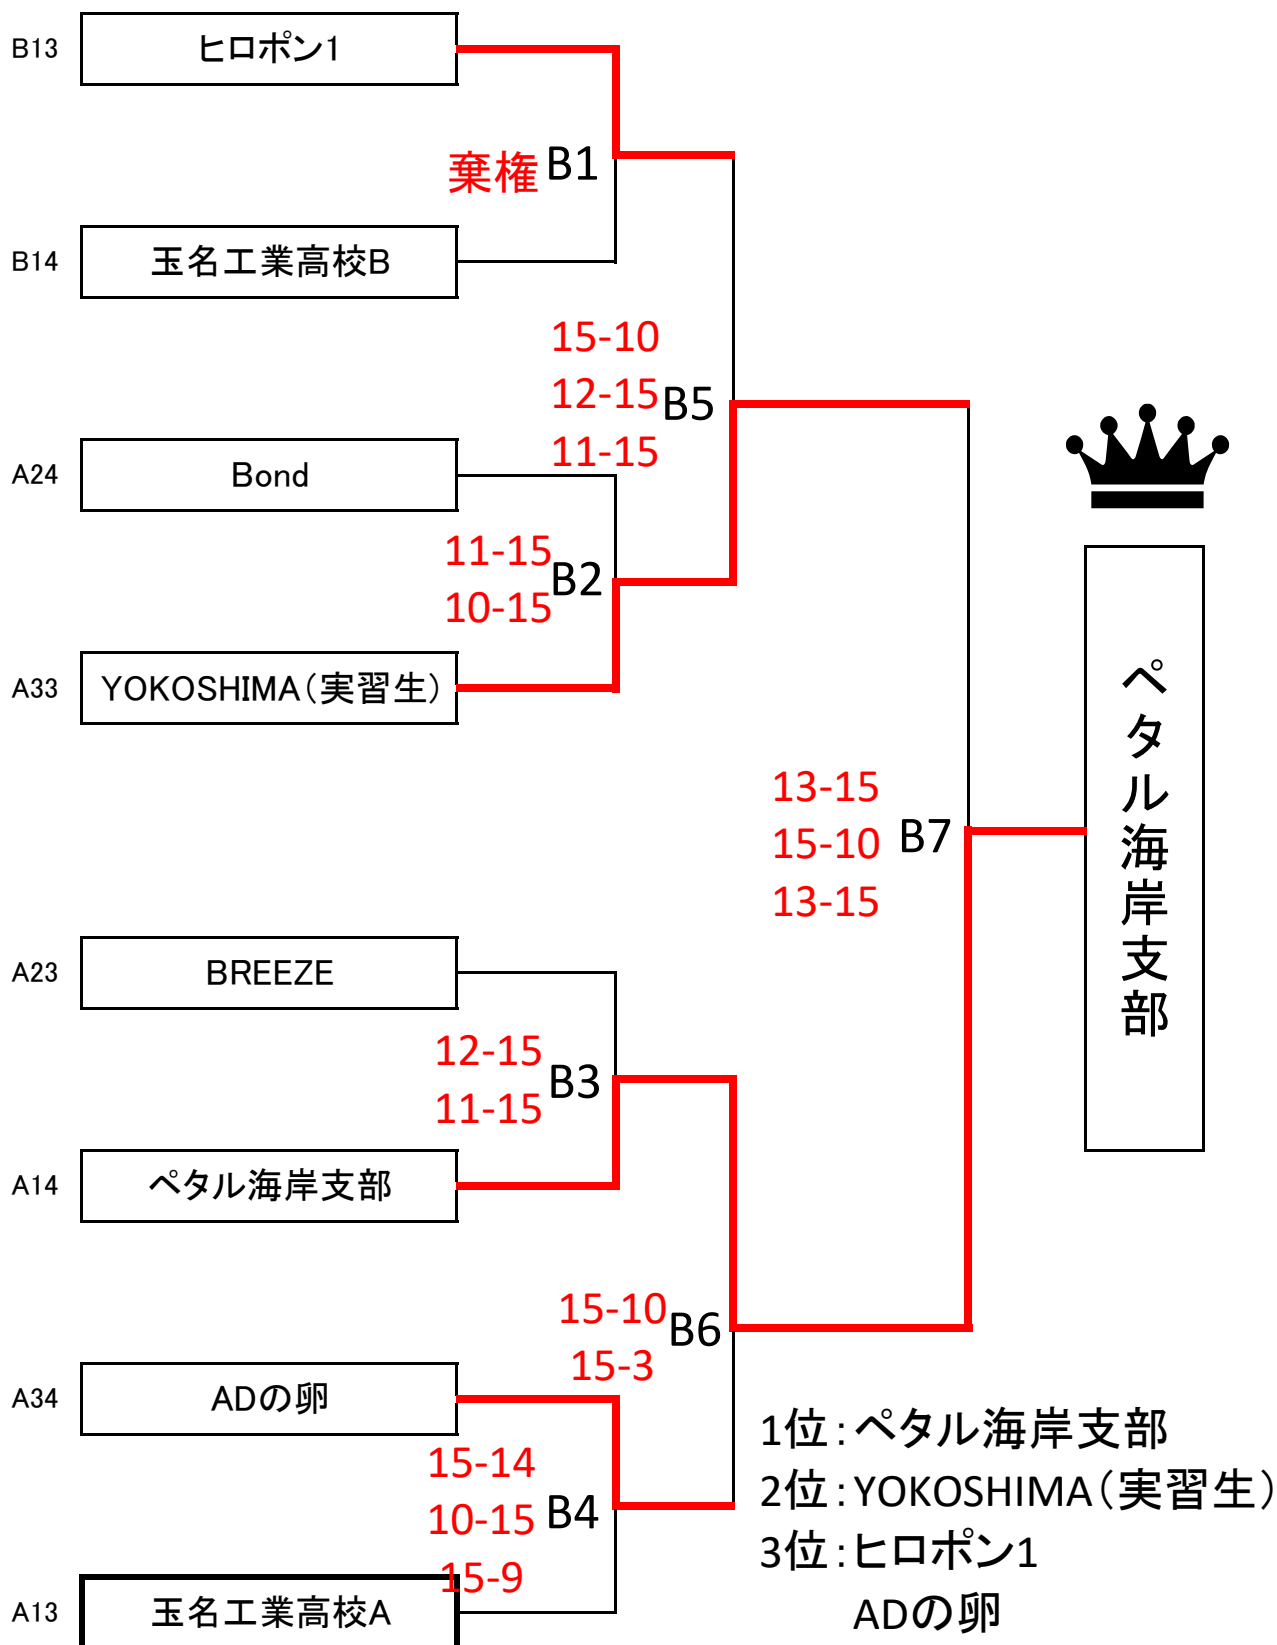 B13
ヒロポン1
棄権
B1
B14
玉名工業高校B
15-10
12-15
11-15
B5
A24
Bond
11-15
10-15
B2
A33
YOKOSHIMA（実習生）
13-15
15-10
13-15
B7
ペタル海岸支部
A23
BREEZE
12-15
11-15
B3
A14
ペタル海岸支部
15-10
15-3
B6
A34
ADの卵
15-14
10-15
15-9
B4
A13
玉名工業高校A
1位：ペタル海岸支部
2位：YOKOSHIMA（実習生）
3位：ヒロポン1
ADの卵